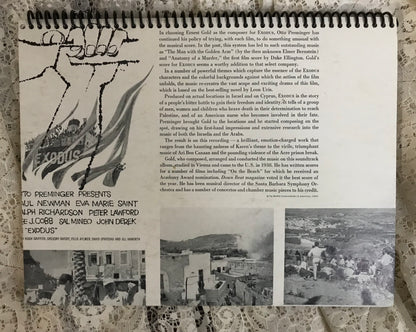 In choosing Ernest Gold as the composer for EXODUS, Otto Preminger has
continued his policy of trying, with each film, to do something unusual with
the musical score. In the past, this system has led to such outstanding music
as "The Man with the Golden Arm" (by the then unknown Elmer Bernstein)
and "Anatomy of a Murder," the first film score by Duke Ellington. Gold's
score for EXODUS seems a worthy addition to that select company.
In a number of powerful themes which capture the essence of the EXODUS
characters and the colorful backgrounds against which the action of the film
unfolds, the music re-creates the vast scope and exciting drama of this film,
which is based on the best-selling novel by Leon Uris.
Produced on actual locations in Israel and on Cyprus, EXODUS is the story
of a people's bitter battle to gain their freedom and identity. It tells of a group
of men, women and children who brave death in their determination to reach
Palestine, and of an American nurse who becomes involved in their fate.
Preminger brought Gold to the locations and he started composing on the
spot, drawing on his first-hand impressions and extensive research into the
music of both the Israelis and the Arabs.
The result is on this recording — a brilliant, emotion-charged work that
ranges from the haunting sadness of Karen's theme to the virile, triumphant
music of Ari Ben Canaan and the pounding violence of the Acre prison break.
Gold, who composed, arranged and conducted the music on this soundtrack
album, studied in Vienna and came to the U.S. in 1938. He has written scores
for a number of films including "On the Beach" for which he received an
Academy Award nomination. Down Beat magazine voted it the best score of
the year. He has been musical director of the Santa Barbara Symphony Orche-
stra and has a number of concertos and chamber music pieces to his credit.
EXODUS
TO PREMINGER PRESENTS
UL NEWMAN EVA MARIE SAINT
LPH RICHARDSON PETER LAWFORD
E J. COBB SAL MINEO JOHN DEREK
"EXODUS"